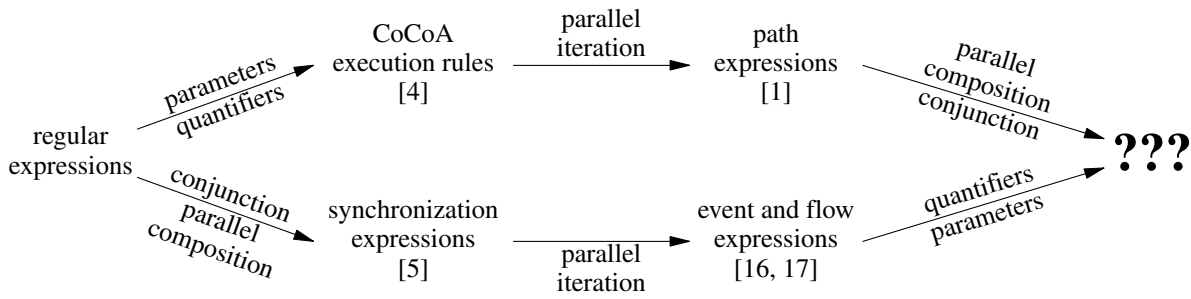 regular
expressions
parameters
quantifiers
CoCoA
execution rules
[4]
parallel
iteration
path
expressions
[1]
parallel
composition
conjunction
???
conjunction
parallel
composition
synchronization
expressions
[5]
parallel
iteration
event and flow
expressions
[16, 17]
quantifiers
parameters